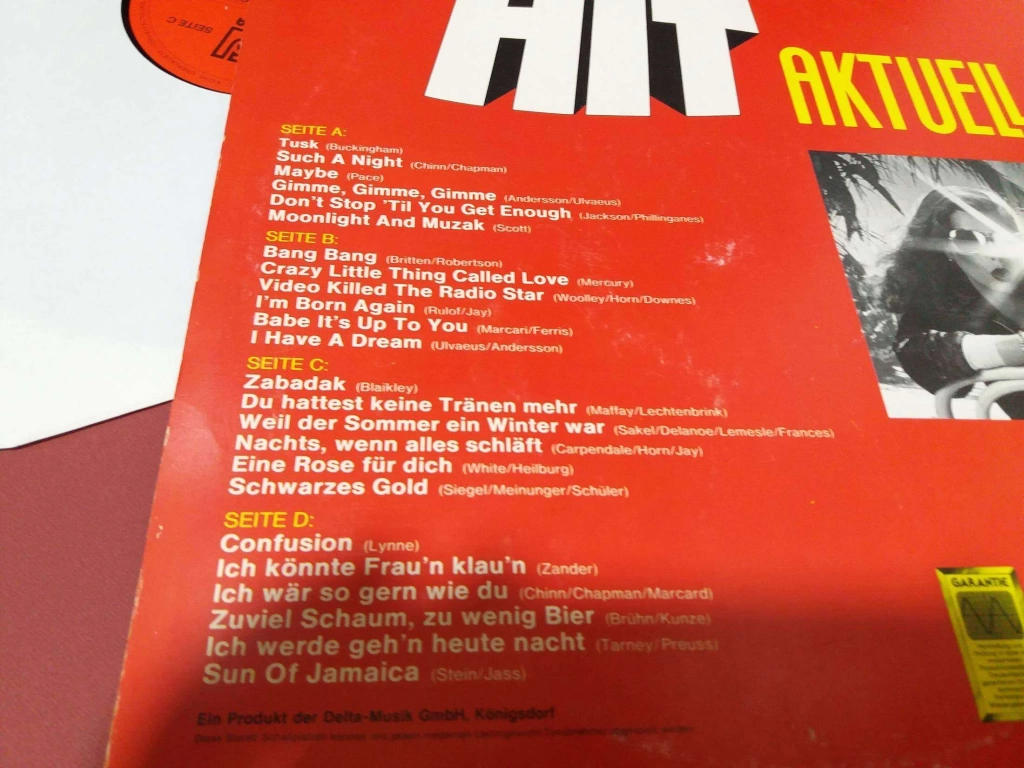 SEITE C
HIT
AKTUELL
SEITE A:
Tusk (Buckingham)
Such A Night (Chinn/Chapman)
Maybe (Pace)
Gimme, Gimme, Gimme (Andersson/Ulvaeus)
Don't Stop 'Til You Get Enough (Jackson/Phillinganes)
Moonlight And Muzak (Scott)
SEITE B:
Bang Bang (Britten/Robertson)
Crazy Little Thing Called Love (Mercury)
Video Killed The Radio Star (Woolley/Horn/Downes)
I'm Born Again (Rulof/Jay)
Babe It's Up To You (Marcari/Ferris)
I Have A Dream (Ulvaeus/Andersson)
SEITE C:
Zabadak (Blaikley)
Du hattest keine Tränen mehr (Maffay/Lechtenbrink)
Weil der Sommer ein Winter war (Sakel/Delanoe/Lemesle/Frances)
Nachts, wenn alles schläft (Carpendale/Horn/Jay)
Eine Rose für dich (White/Heilburg)
Schwarzes Gold (Siegel/Meinunger/Schüler)
SEITE D:
Confusion (Lynne)
Ich könnte Frau'n klau'n (Zander)
Ich wär so gern wie du (Chinn/Chapman/Marcard)
Zuviel Schaum, zu wenig Bier (Brühn/Kunze)
Ich werde geh'n heute nacht (Tarney/Preuss)
Sun Of Jamaica (Stein/Jass)
Ein Produkt der Delta-Musik GmbH, Königsdorf
GARANTIE